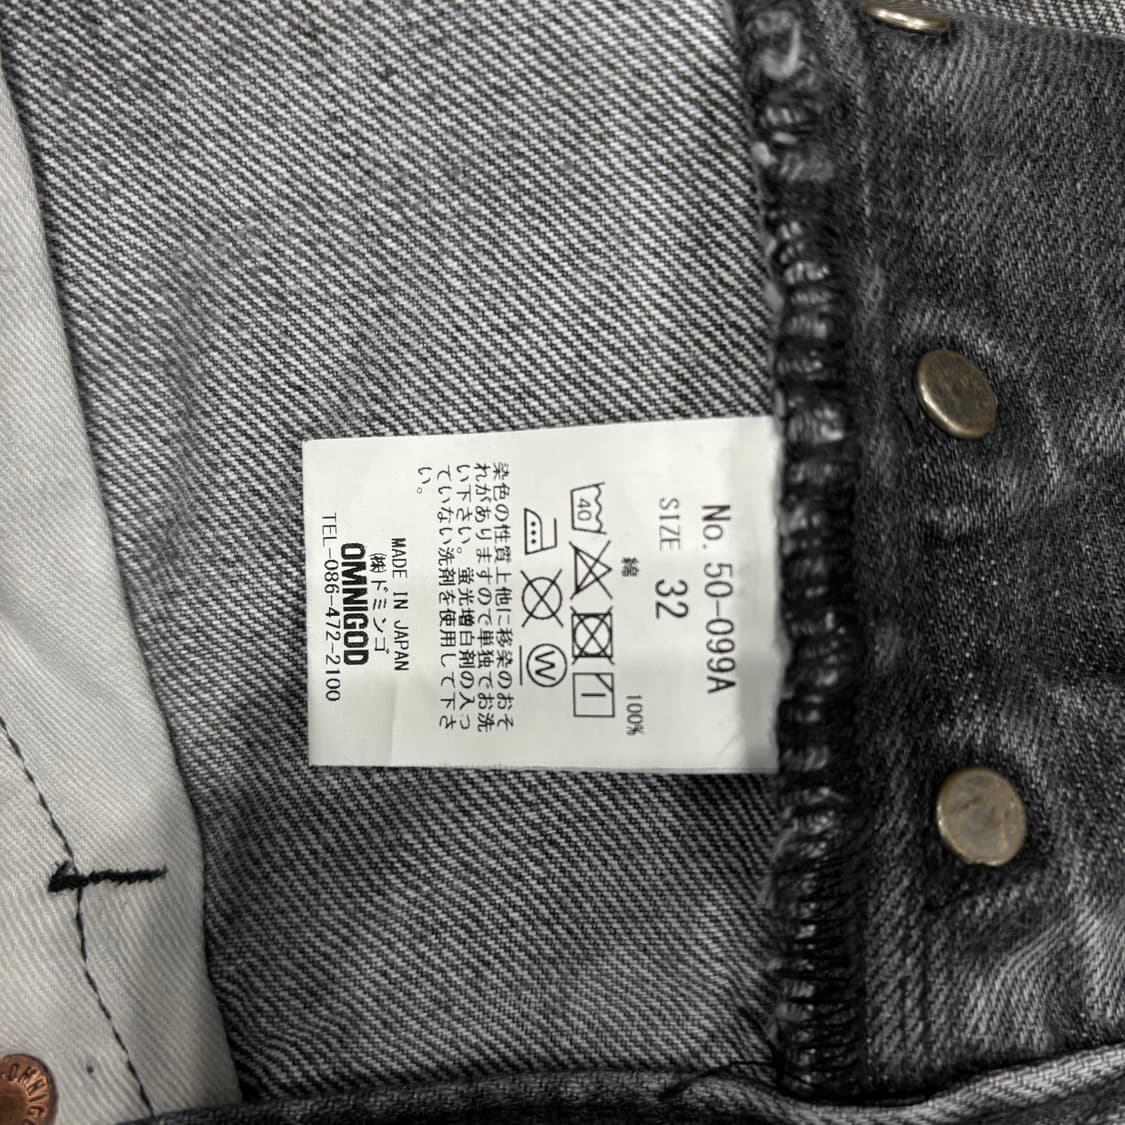 No. 50-099A
SIZE 32
綿 100%
40
W
染色の性質上他に移染のおそ
れがありますので単独でお洗
い下さい。蛍光増白剤の入っ
ていない洗剤を使用して下さ
い。
MADE IN JAPAN
㈱ドミンゴ
OMNIGOD
TEL-086-472-2100
OMNIG